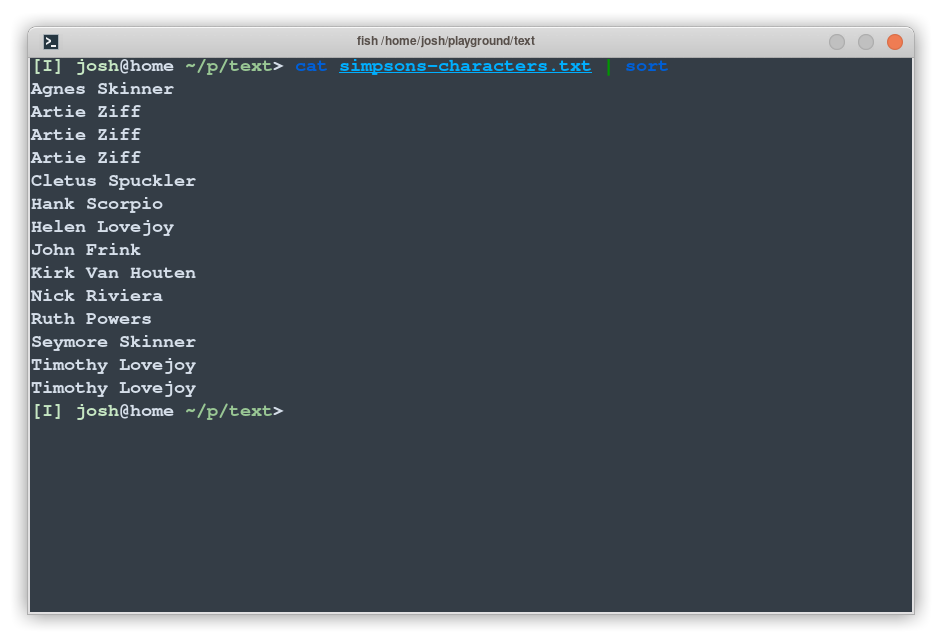 fish /home/josh/playground/text
[I] josh@home ~/p/text> cat simpsons-characters.txt | sort
Agnes Skinner
Artie Ziff
Artie Ziff
Artie Ziff
Cletus Spuckler
Hank Scorpio
Helen Lovejoy
John Frink
Kirk Van Houten
Nick Riviera
Ruth Powers
Seymore Skinner
Timothy Lovejoy
Timothy Lovejoy
[I] josh@home ~/p/text>